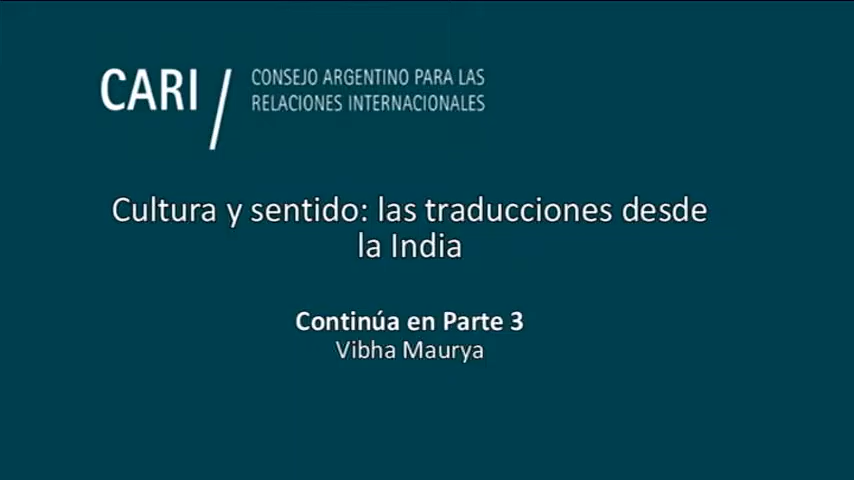 CARI
CONSEJO ARGENTINO PARA LAS
RELACIONES INTERNACIONALES
Cultura y sentido: las traducciones desde
la India
Continúa en Parte 3
Vibha Maurya